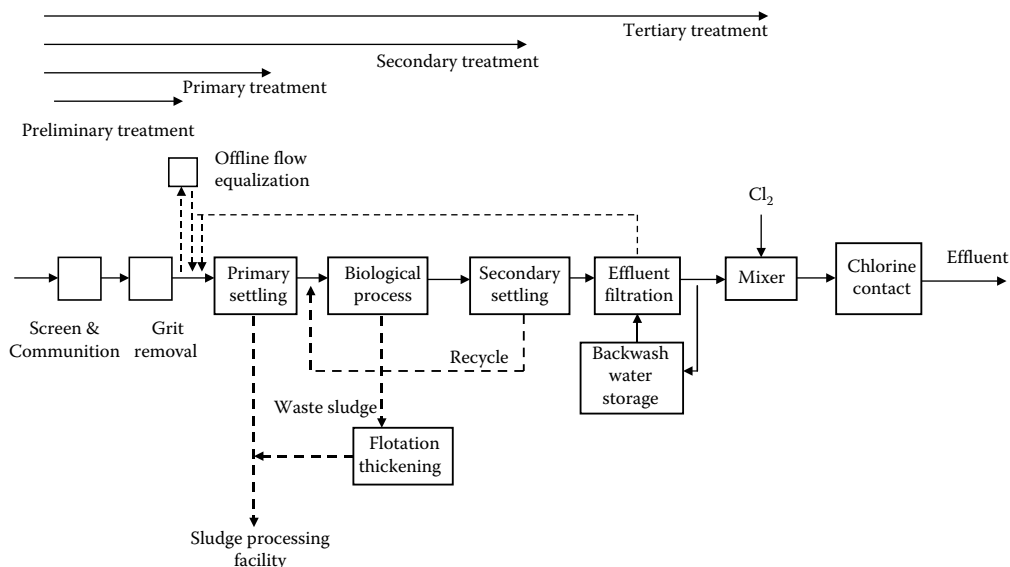 Tertiary treatment
Secondary treatment
Primary treatment
Preliminary treatment
Offline flow
equalization
Cl₂
Primary
settling
Biological
process
Secondary
settling
Effluent
filtration
Mixer
Chlorine
contact
Effluent
Screen &
Communition
Grit
removal
Recycle
Backwash
water
storage
Waste sludge
Flotation
thickening
Sludge processing
facility